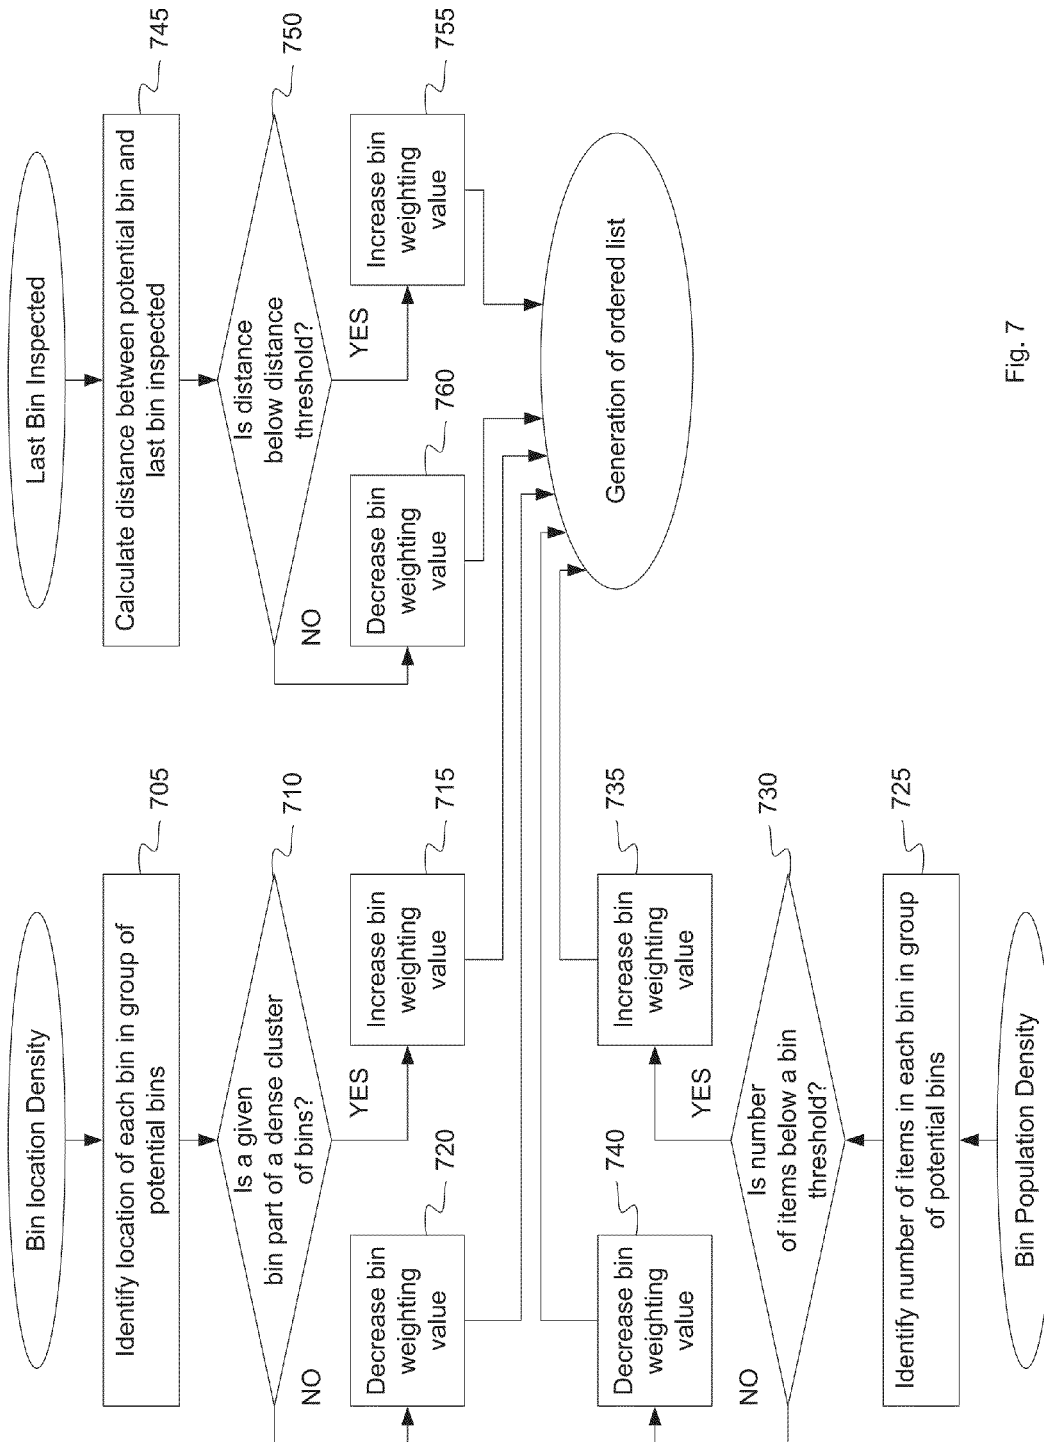 Bin location Density
Identify location of each bin in group of
potential bins
705
Is a given
bin part of a dense cluster
of bins?
710
NO
YES
Decrease bin
weighting
value
720
Increase bin
weighting
value
715
Last Bin Inspected
Calculate distance between potential bin and
last bin inspected
745
Is distance
below distance
threshold?
750
NO
YES
Decrease bin
weighting
value
760
Increase bin
weighting
value
755
Generation of ordered list
Decrease bin
weighting
value
740
Increase bin
weighting
value
735
NO
YES
Is number
of items below a bin
threshold?
730
Identify number of items in each bin in group
of potential bins
725
Bin Population Density
Fig. 7